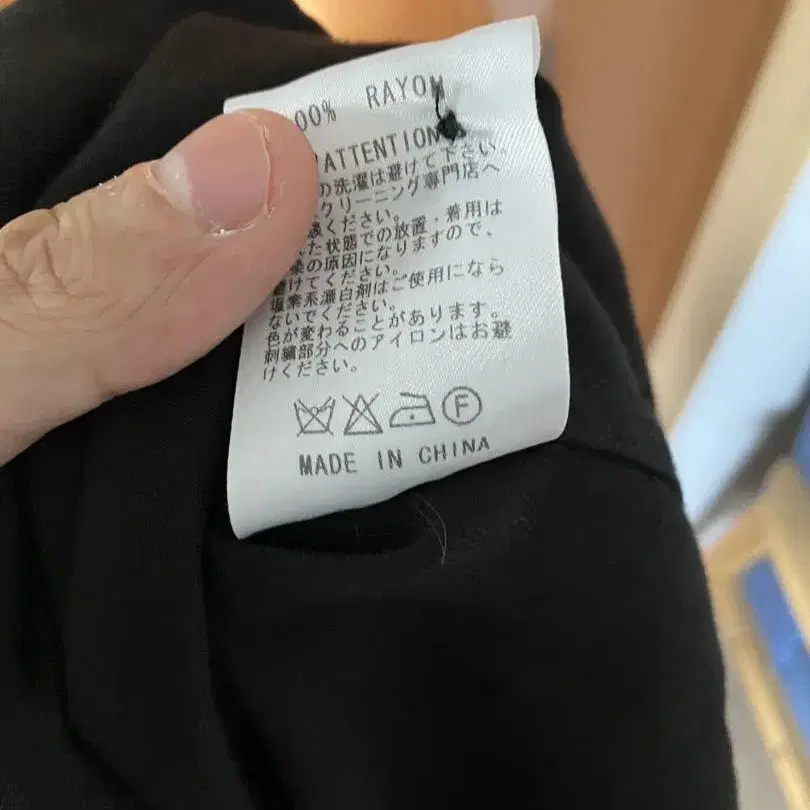 00% RAYON
ATTENTION
の洗濯は避けて下さい。
クリーニング専門店へ
ください。
た状態での放置・着用は
の原因になりますので、
けてください。
塩素系漂白剤はご使用になら
ないでください。
色が変わることがあります。
刺繍部分へのアイロンはお避
けください。
F
MADE IN CHINA